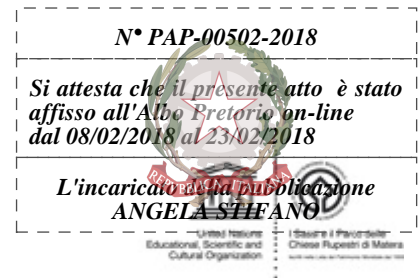 N° PAP-00502-2018
Si attesta che il presente atto è stato
affisso all'Albo Pretorio on-line
dal 08/02/2018 al 23/02/2018
L'incaricato della pubblicazione
ANGELA STIFANO
REPVBBLICA ITALIANA
United Nations
Educational, Scientific and
Cultural Organization
I Sassi e il Parco delle
Chiese Rupestri di Matera